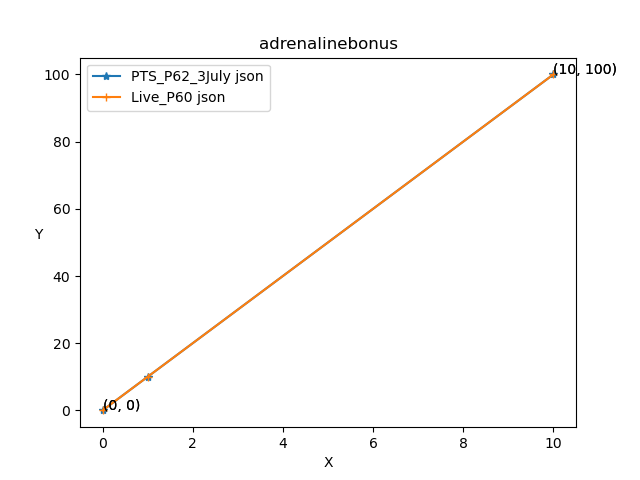 adrenalinebonus
PTS_P62_3July json
Live_P60 json
(10, 100)
(0, 0)
Y
100
80
60
40
20
0
0 2 4 6 8 10
X